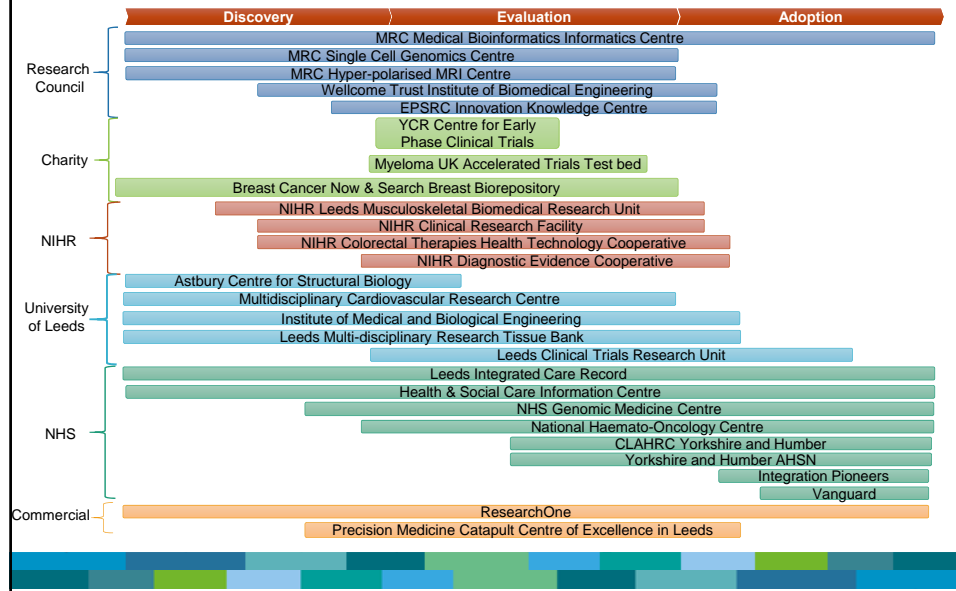 Discovery
Evaluation
Adoption
Research
Council
MRC Medical Bioinformatics Informatics Centre
MRC Single Cell Genomics Centre
MRC Hyper-polarised MRI Centre
Wellcome Trust Institute of Biomedical Engineering
EPSRC Innovation Knowledge Centre
Charity
YCR Centre for Early
Phase Clinical Trials
Myeloma UK Accelerated Trials Test bed
Breast Cancer Now & Search Breast Biorepository
NIHR
NIHR Leeds Musculoskeletal Biomedical Research Unit
NIHR Clinical Research Facility
NIHR Colorectal Therapies Health Technology Cooperative
NIHR Diagnostic Evidence Cooperative
University
of Leeds
Astbury Centre for Structural Biology
Multidisciplinary Cardiovascular Research Centre
Institute of Medical and Biological Engineering
Leeds Multi-disciplinary Research Tissue Bank
Leeds Clinical Trials Research Unit
NHS
Leeds Integrated Care Record
Health & Social Care Information Centre
NHS Genomic Medicine Centre
National Haemato-Oncology Centre
CLAHRC Yorkshire and Humber
Yorkshire and Humber AHSN
Integration Pioneers
Vanguard
Commercial
ResearchOne
Precision Medicine Catapult Centre of Excellence in Leeds